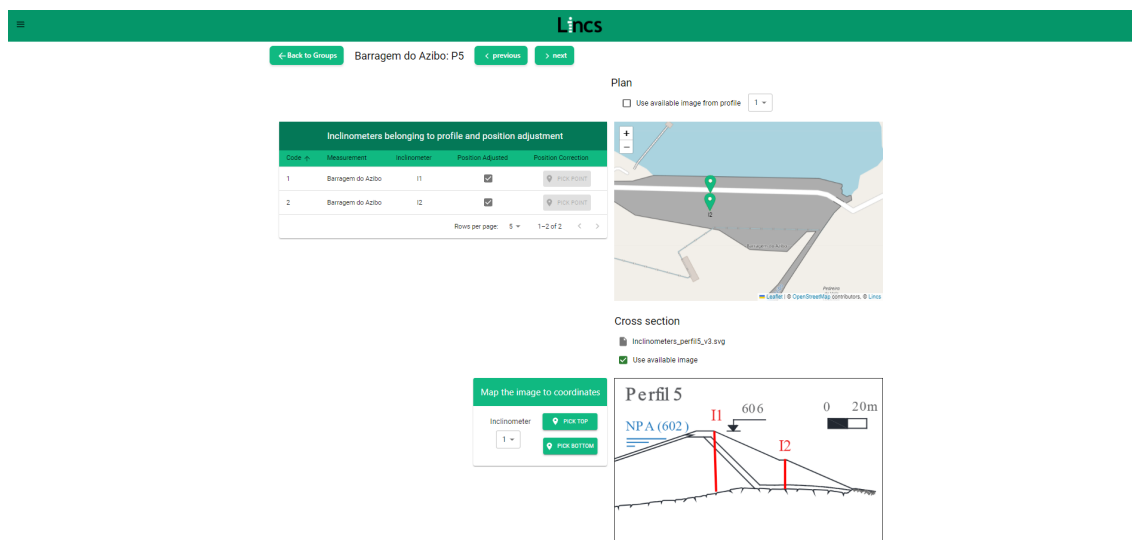 Lincs
Back to Groups
Barragem do Azibo: P5
previous
next
Plan
Use available image from profile
1
Inclinometers belonging to profile and position adjustment
Code Measurement Inclinometer Position Adjusted Position Correction
1 Barragem do Azibo I1 PICK POINT
2 Barragem do Azibo I2 PICK POINT
Rows per page: 5 1–2 of 2
+
−
I2
Barragem do Azibo
Leaflet | © OpenStreetMap contributors, © Lincs
Cross section
Inclinometers_perfil5_v3.svg
Use available image
Map the image to coordinates
Inclinometer
1
PICK TOP
PICK BOTTOM
Perfil 5
NPA (602)
I1
606
0 20m
I2